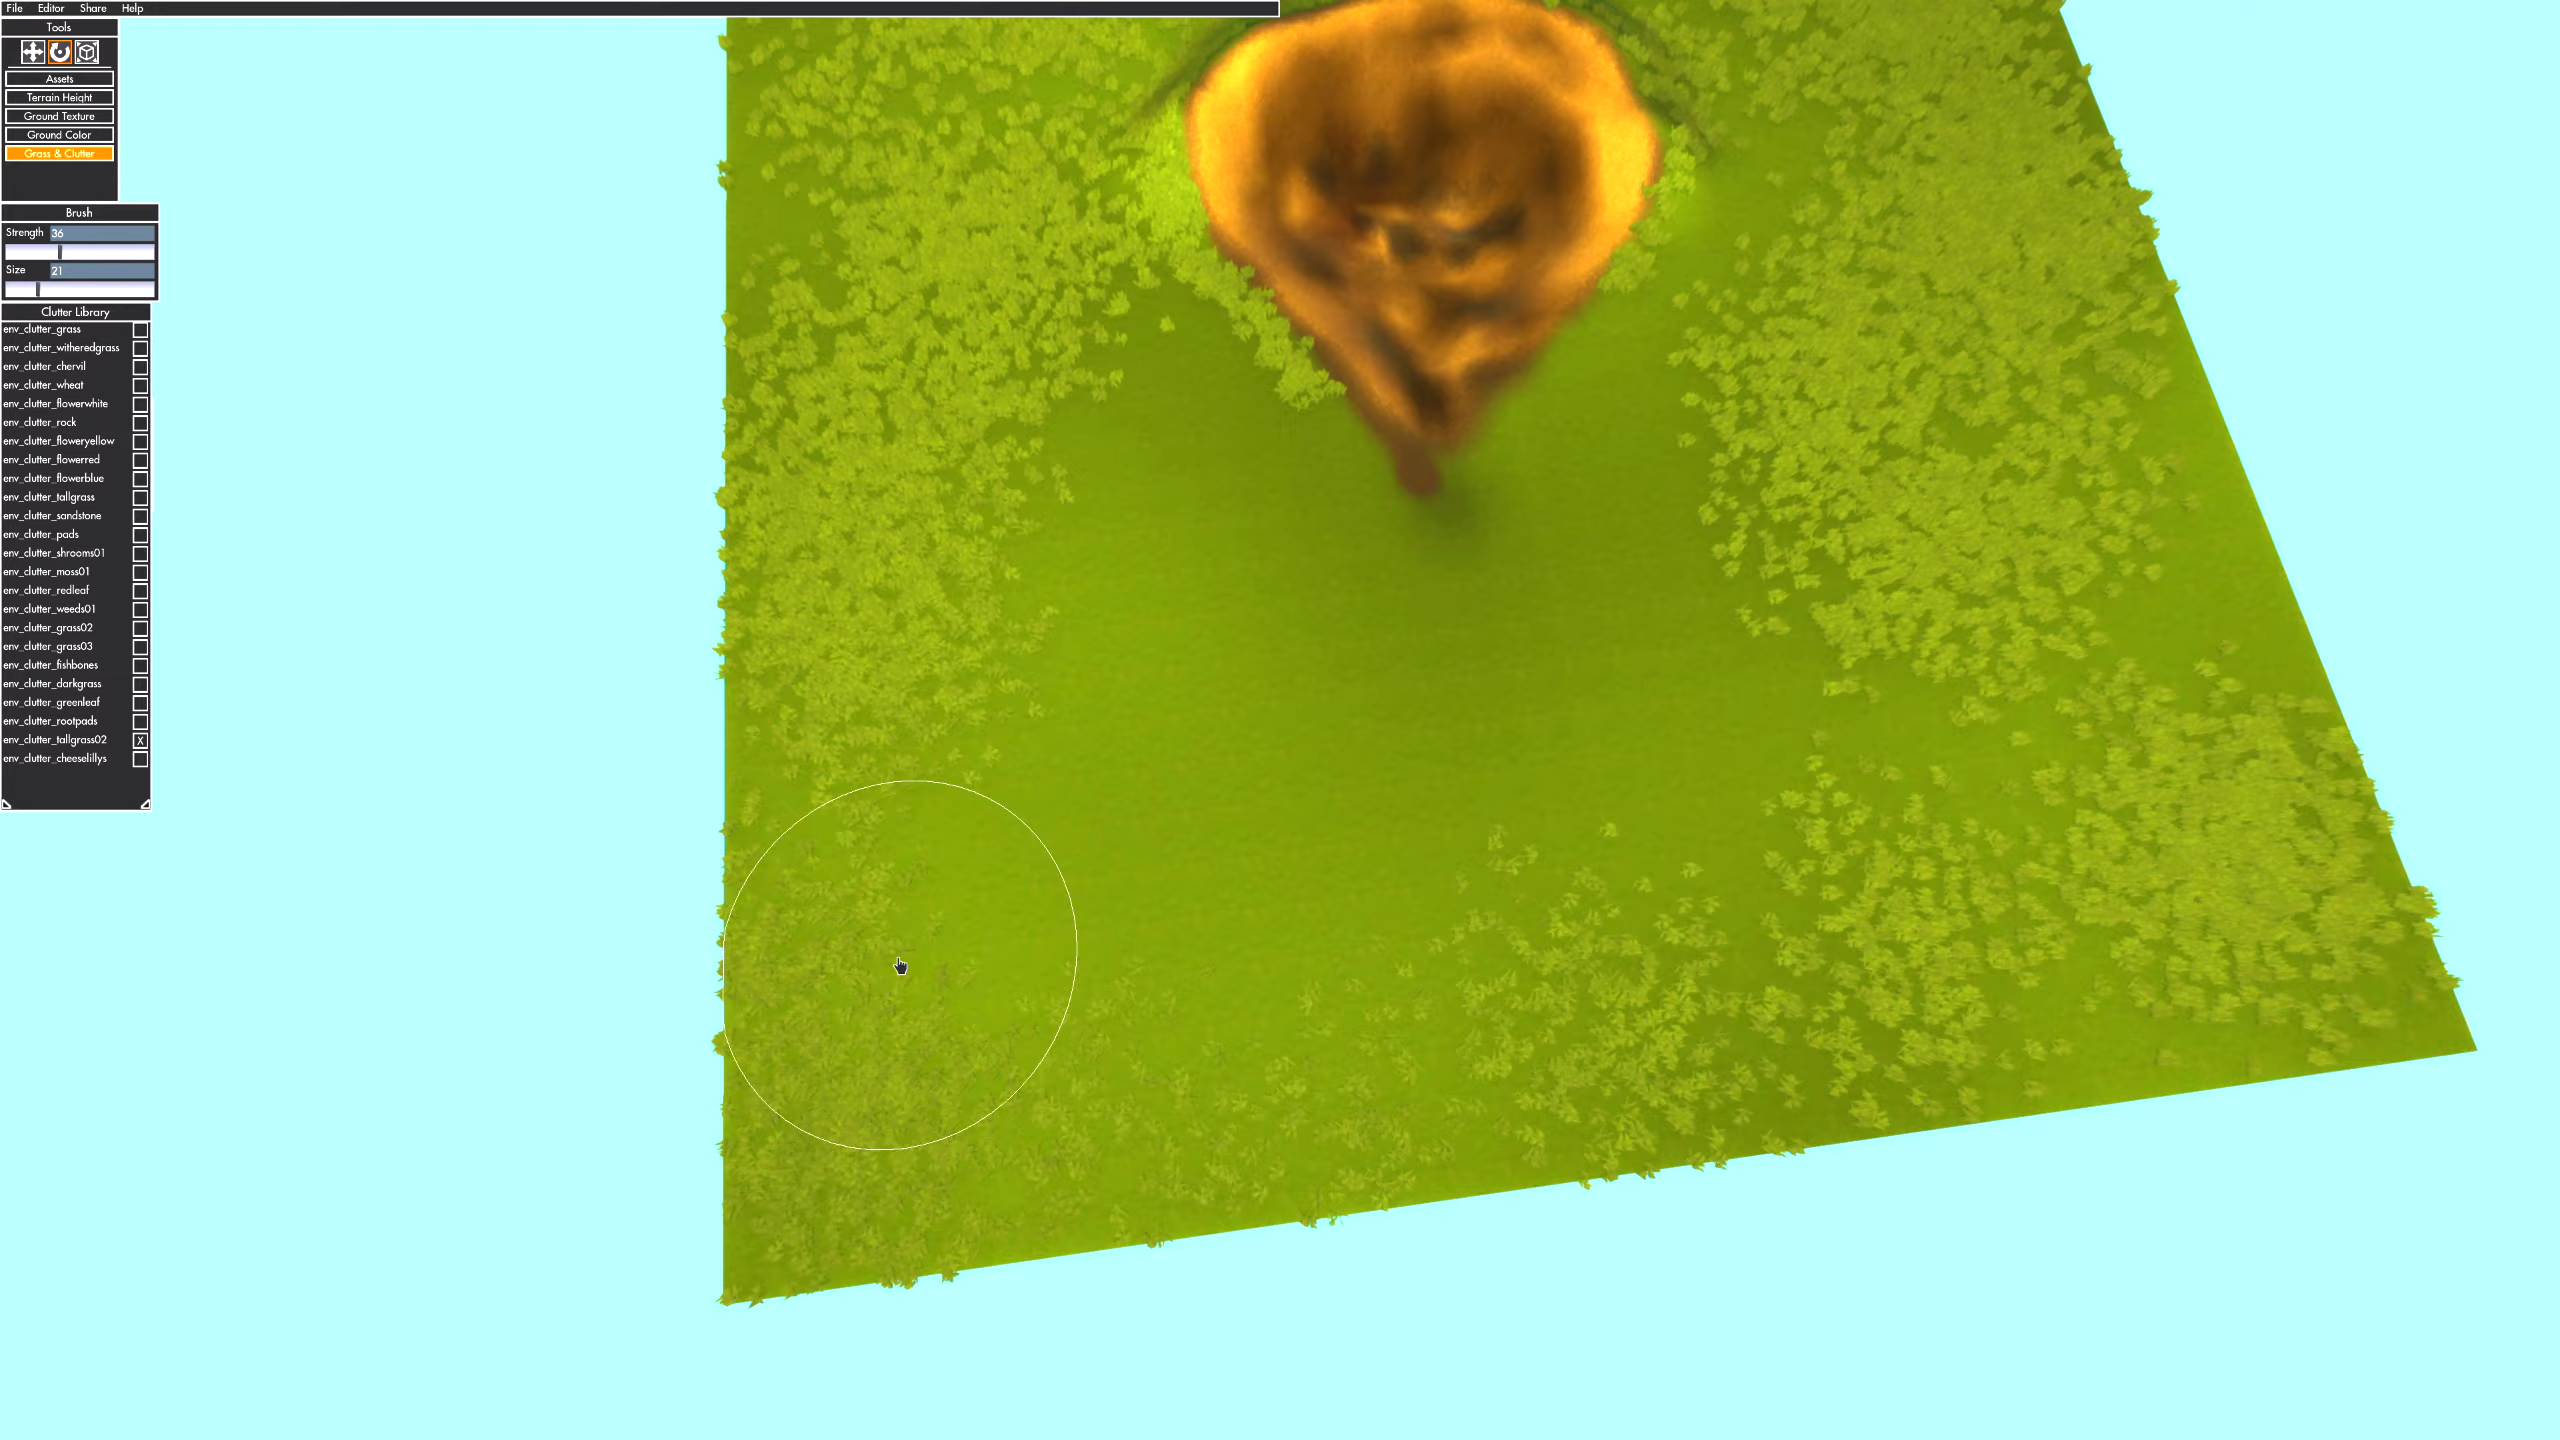 File Editor Share Help
Tools
Assets
Terrain Height
Ground Texture
Ground Color
Grass & Clutter
Brush
Strength 36
Size 21
Clutter Library
env_clutter_grass
env_clutter_witheredgrass
env_clutter_chervil
env_clutter_wheat
env_clutter_flowerwhite
env_clutter_rock
env_clutter_floweryellow
env_clutter_flowerred
env_clutter_flowerblue
env_clutter_tallgrass
env_clutter_sandstone
env_clutter_pads
env_clutter_shrooms01
env_clutter_moss01
env_clutter_redleaf
env_clutter_weeds01
env_clutter_grass02
env_clutter_grass03
env_clutter_fishbones
env_clutter_darkgrass
env_clutter_greenleaf
env_clutter_rootpads
env_clutter_tallgrass02 X
env_clutter_cheeselillys